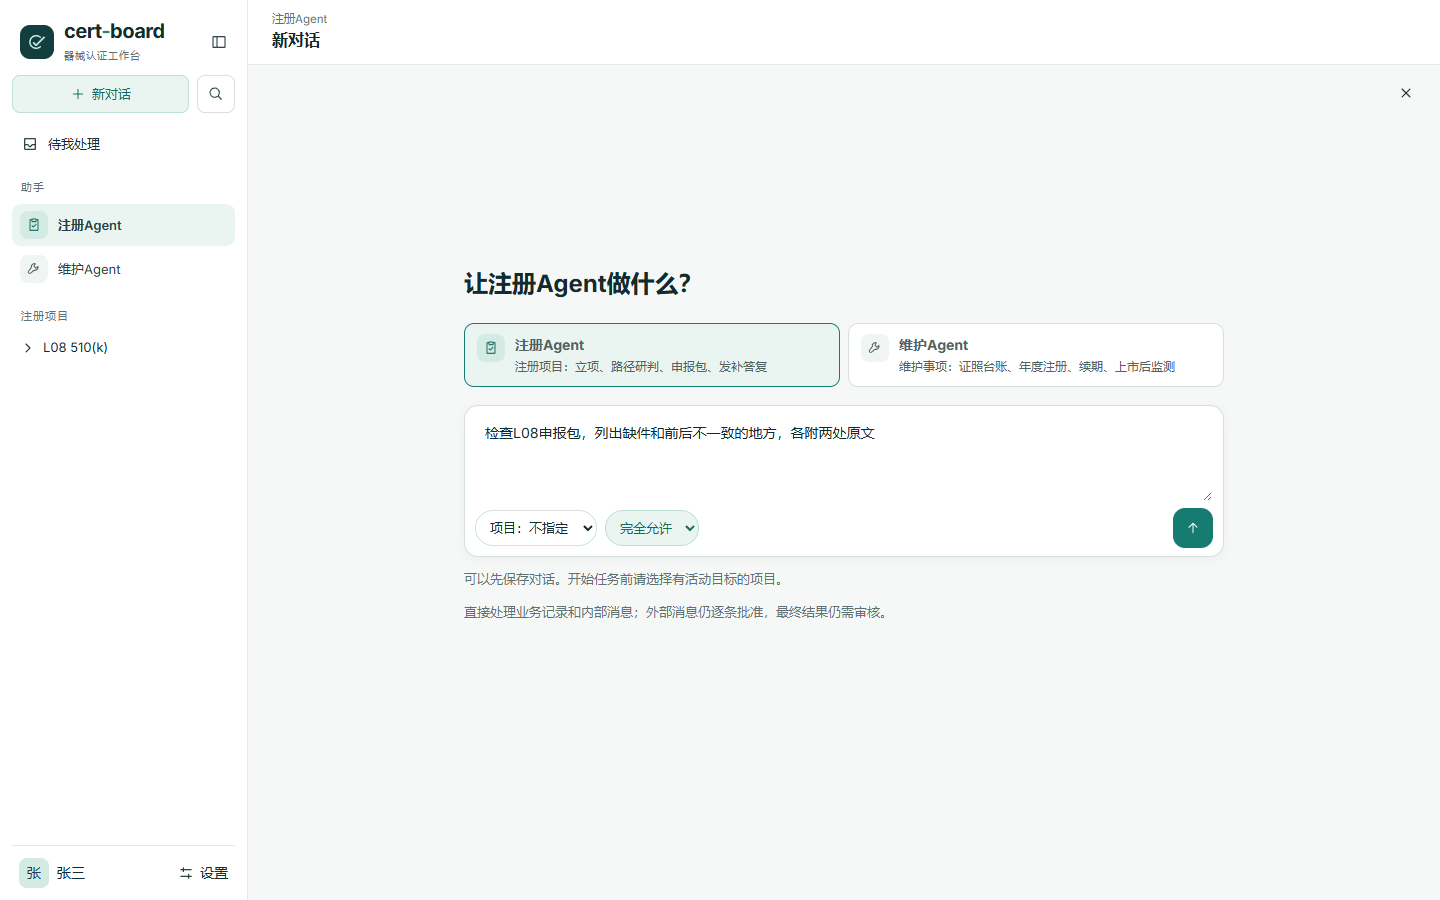 cert-board
器械认证工作台
新对话
待我处理
助手
注册Agent
维护Agent
注册项目
L08 510(k)
张 张三
设置
注册Agent
新对话
让注册Agent做什么？
注册Agent
注册项目：立项、路径研判、申报包、发补答复
维护Agent
维护事项：证照台账、年度注册、续期、上市后监测
检查L08申报包，列出缺件和前后不一致的地方，各附两处原文
项目：不指定
完全允许
可以先保存对话。开始任务前请选择有活动目标的项目。
直接处理业务记录和内部消息；外部消息仍逐条批准，最终结果仍需审核。